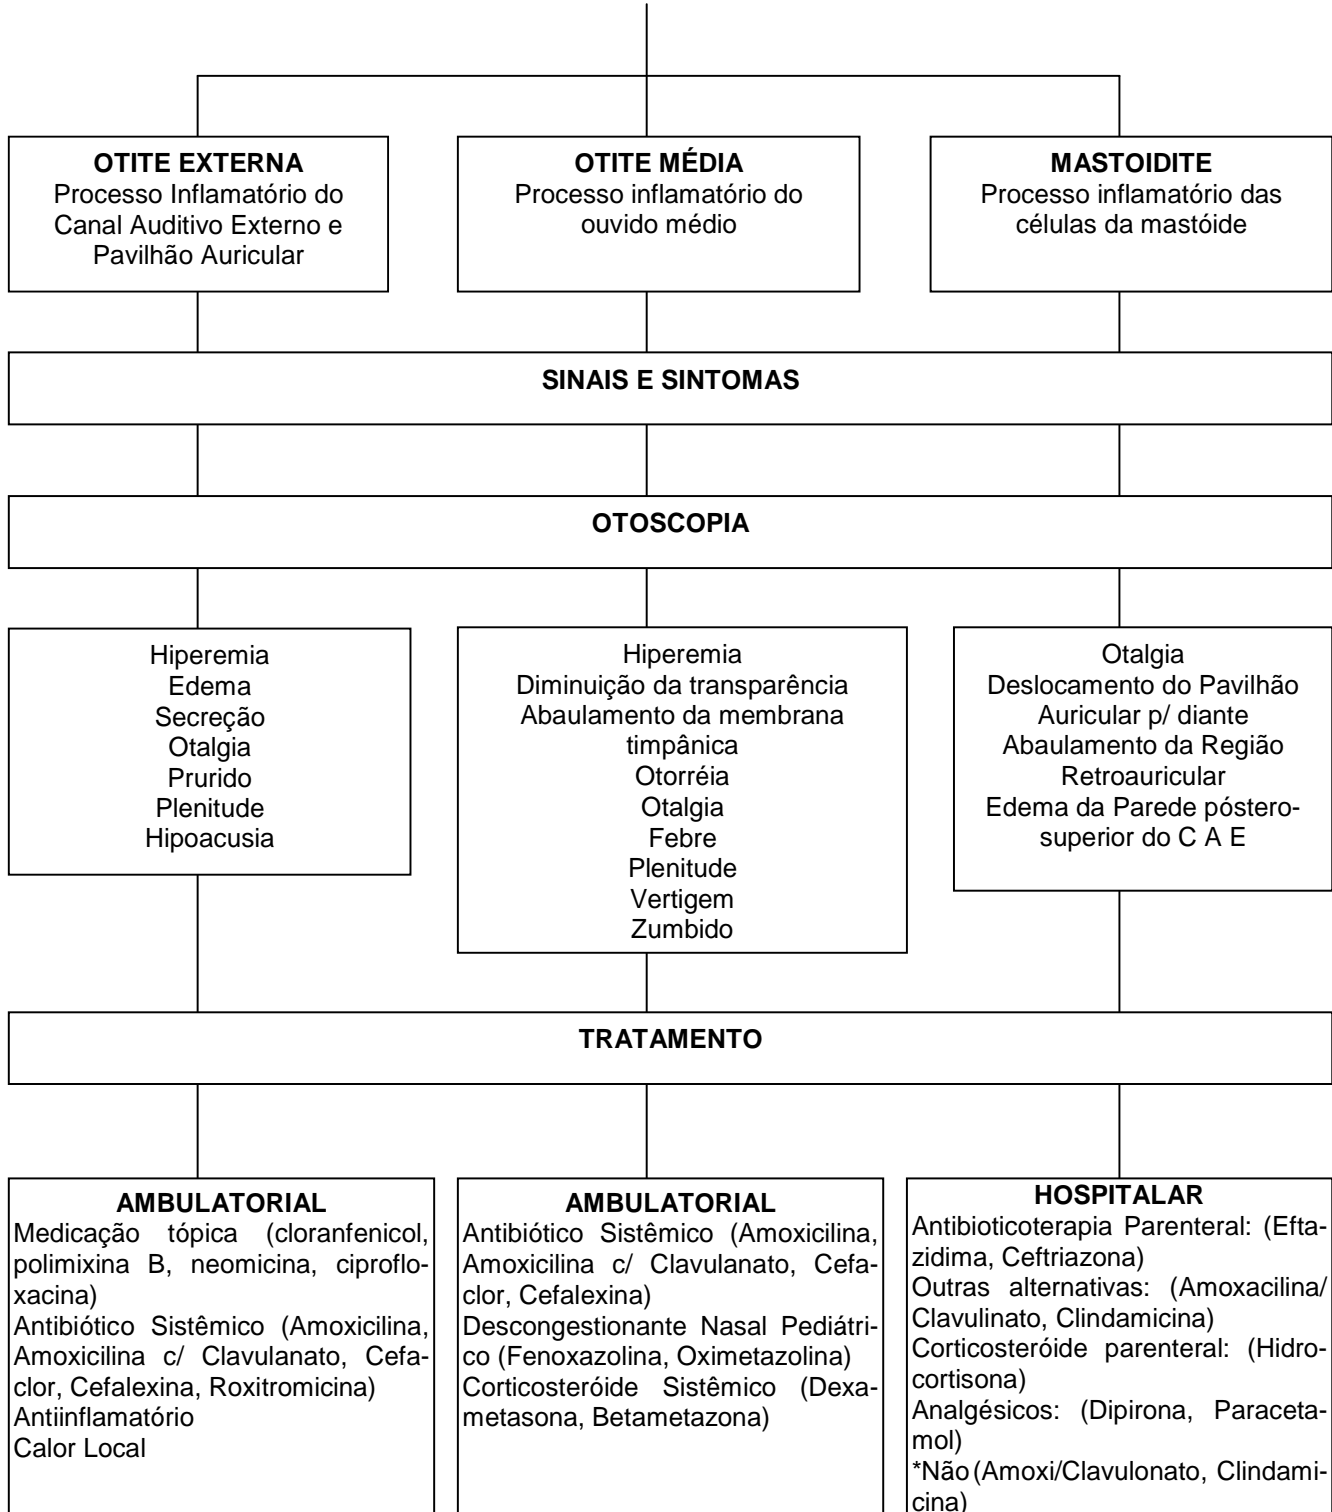 OTITE EXTERNA
Processo Inflamatório do
Canal Auditivo Externo e
Pavilhão Auricular
OTITE MÉDIA
Processo inflamatório do
ouvido médio
MASTOIDITE
Processo inflamatório das
células da mastóide
SINAIS E SINTOMAS
OTOSCOPIA
Hiperemia
Edema
Secreção
Otalgia
Prurido
Plenitude
Hipoacusia
Hiperemia
Diminuição da transparência
Abaulamento da membrana
timpânica
Otorréia
Otalgia
Febre
Plenitude
Vertigem
Zumbido
Otalgia
Deslocamento do Pavilhão
Auricular p/ diante
Abaulamento da Região
Retroauricular
Edema da Parede póstero-
superior do C A E
TRATAMENTO
AMBULATORIAL
Medicação tópica (cloranfenicol,
polimixina B, neomicina, ciproflo-
xacina)
Antibiótico Sistêmico (Amoxicilina,
Amoxicilina c/ Clavulanato, Cefa-
clor, Cefalexina, Roxitromicina)
Antiinflamatório
Calor Local
AMBULATORIAL
Antibiótico Sistêmico (Amoxicilina,
Amoxicilina c/ Clavulanato, Cefa-
clor, Cefalexina)
Descongestionante Nasal Pediátri-
co (Fenoxazolina, Oximetazolina)
Corticosteróide Sistêmico (Dexa-
metasona, Betametazona)
HOSPITALAR
Antibioticoterapia Parenteral: (Efta-
zidima, Ceftriazona)
Outras alternativas: (Amoxacilina/
Clavulinato, Clindamicina)
Corticosteróide parenteral: (Hidro-
cortisona)
Analgésicos: (Dipirona, Paraceta-
mol)
*Não (Amoxi/Clavulonato, Clindami-
cina)